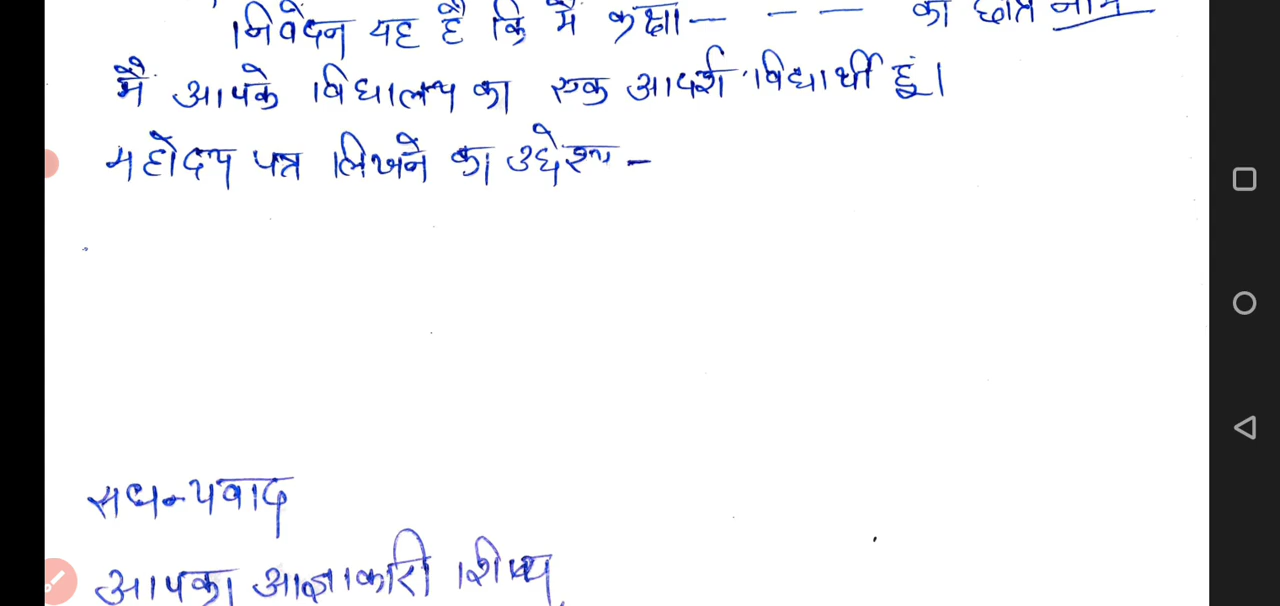 निवेदन यह है कि मैं कक्षा — — — का छात्र नाम
मैं आपके विद्यालय का एक आदर्श विद्यार्थी हूं।
महोदय पत्र लिखने का उद्देश्य -
सधन्यवाद
आपका आज्ञाकारी शिष्य